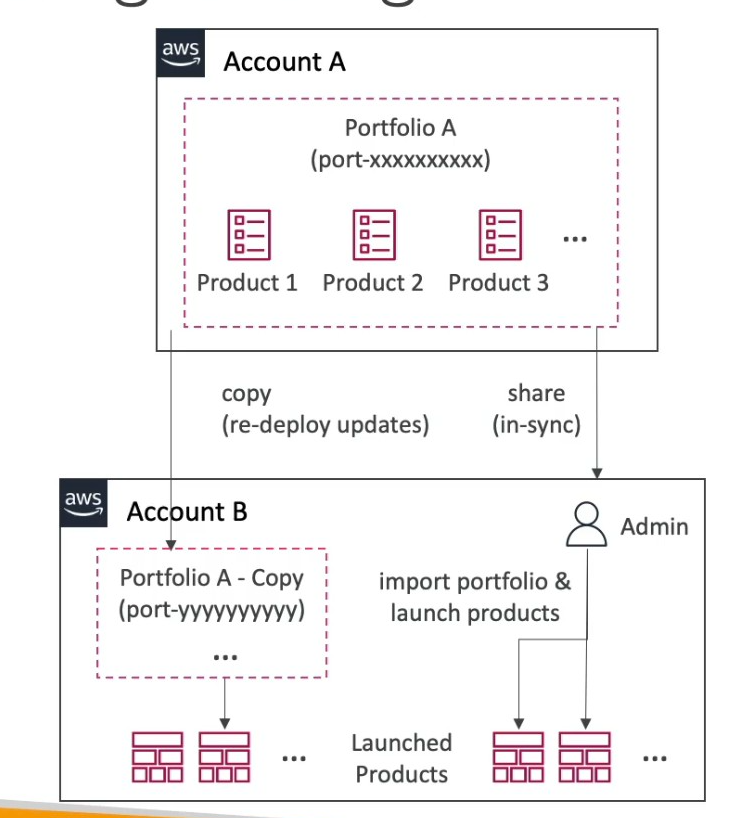 aws
Account A
Portfolio A
(port-xxxxxxxxxx)
Product 1
Product 2
Product 3
...
copy
(re-deploy updates)
share
(in-sync)
aws
Account B
Admin
Portfolio A - Copy
(port-yyyyyyyyyy)
...
import portfolio &
launch products
...
Launched
Products
...